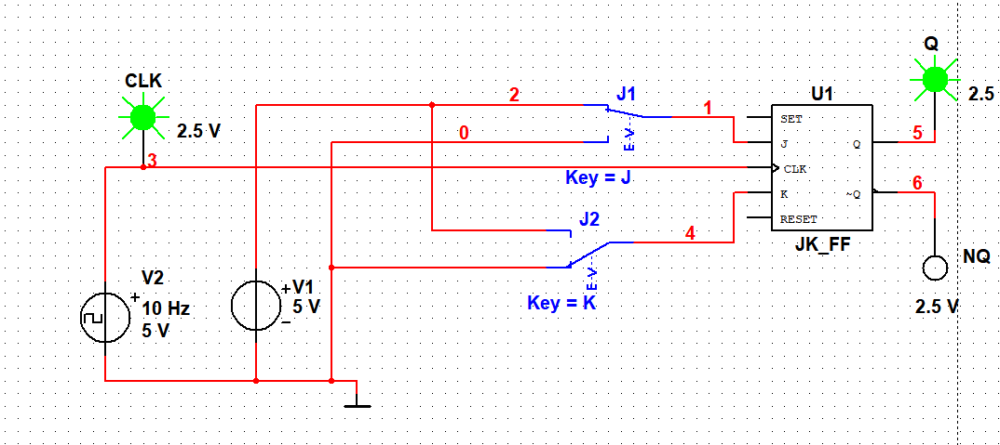 Q
CLK
2.5 V
2
J1
U1
2.5
1
SET
0
J
Q
5
3
CLK
Key = J
K
~Q
6
J2
RESET
4
JK_FF
NQ
V2
+
V1
+
10 Hz
5 V
5 V
Key = K
2.5 V